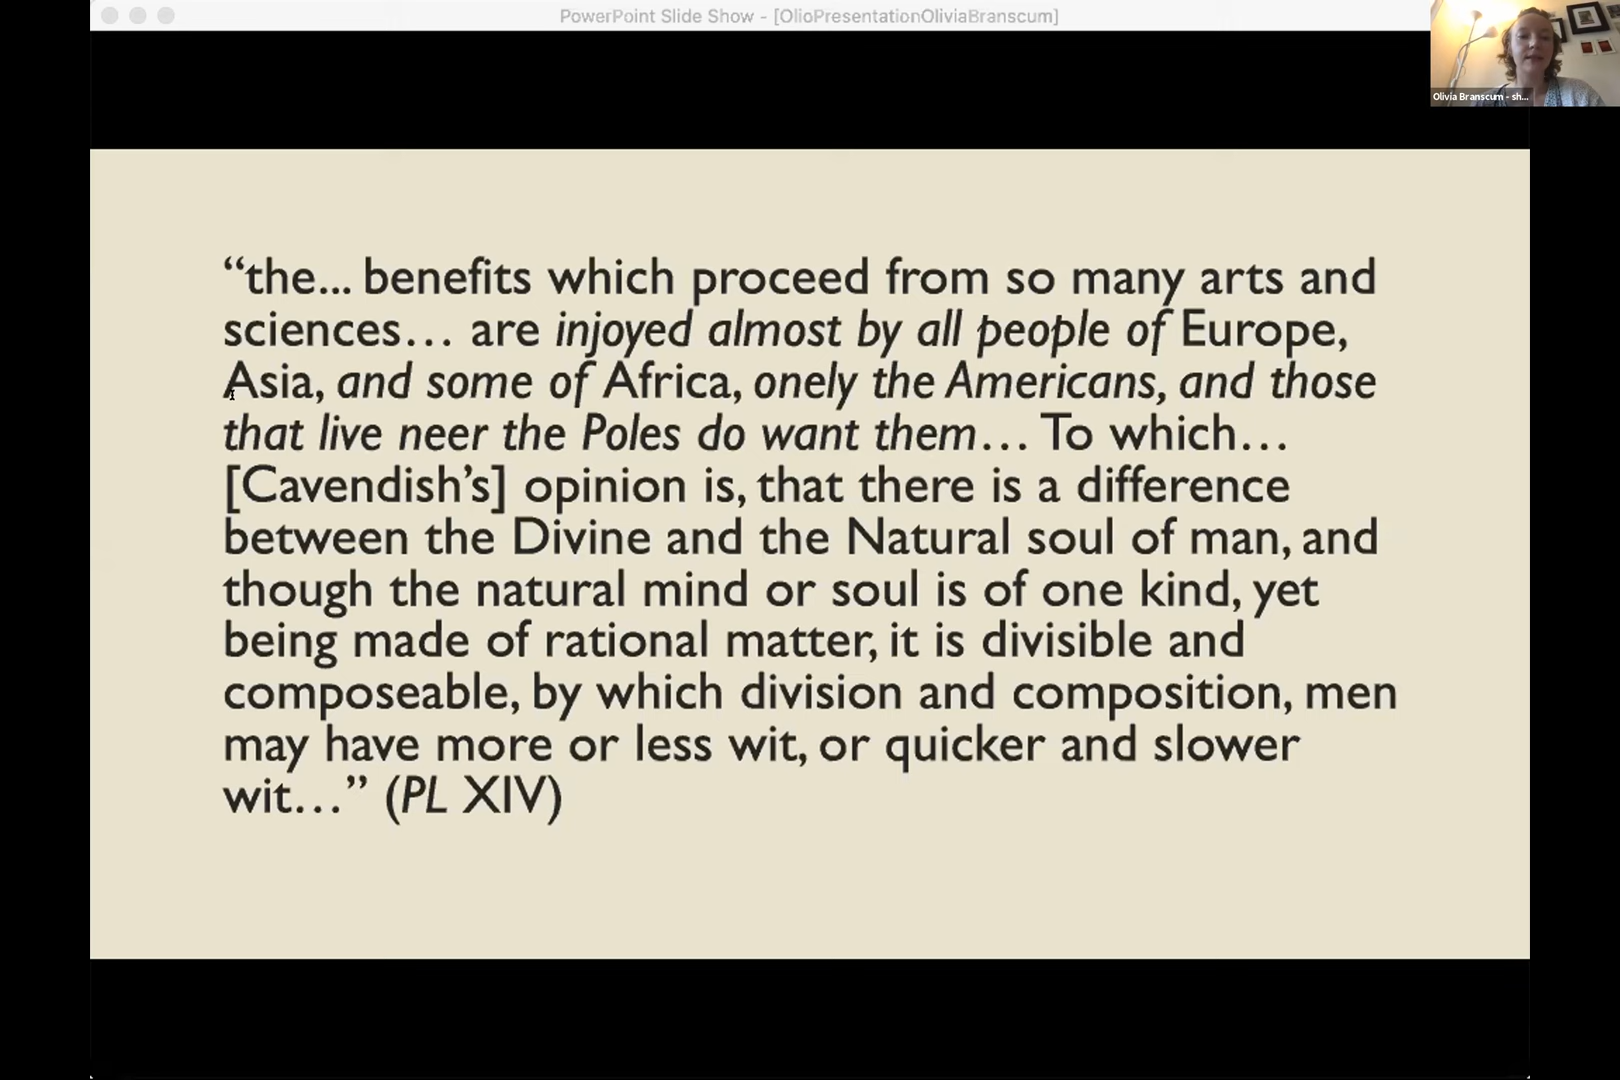 PowerPoint Slide Show - [OlioPresentationOliviaBranscum]
Olivia Branscum - sh...
“the... benefits which proceed from so many arts and
sciences… are injoyed almost by all people of Europe,
Asia, and some of Africa, onely the Americans, and those
that live neer the Poles do want them… To which…
[Cavendish’s] opinion is, that there is a difference
between the Divine and the Natural soul of man, and
though the natural mind or soul is of one kind, yet
being made of rational matter, it is divisible and
composeable, by which division and composition, men
may have more or less wit, or quicker and slower
wit…” (PL XIV)